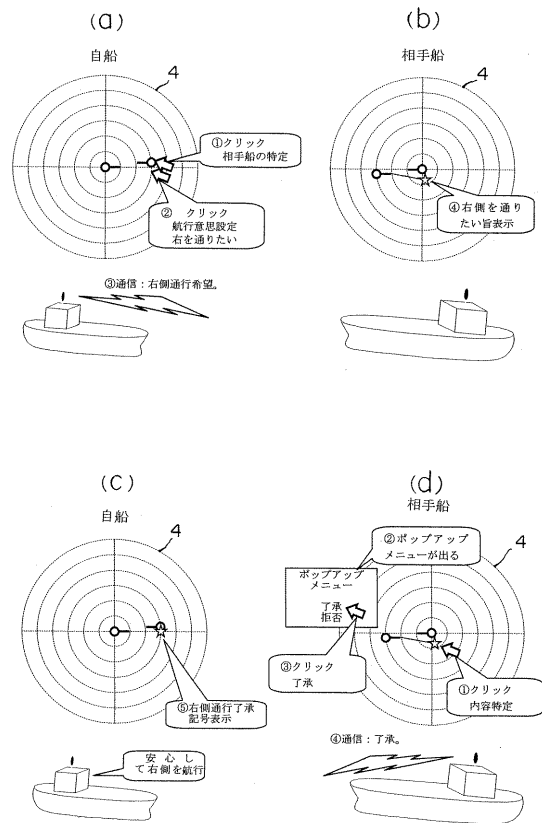 (a)
自船
4
①クリック
相手船の特定
② クリック
航行意思設定
右を通りたい
③通信：右側通行希望。
(b)
相手船
4
④右側を通り
たい旨表示
(c)
自船
4
⑤右側通行了承
記号表示
安心し
て右側を航行
(d)
相手船
4
②ポップアップ
メニューが出る
ポップアップ
メニュー
了承
拒否
③クリック
了承
①クリック
内容特定
④通信：了承。